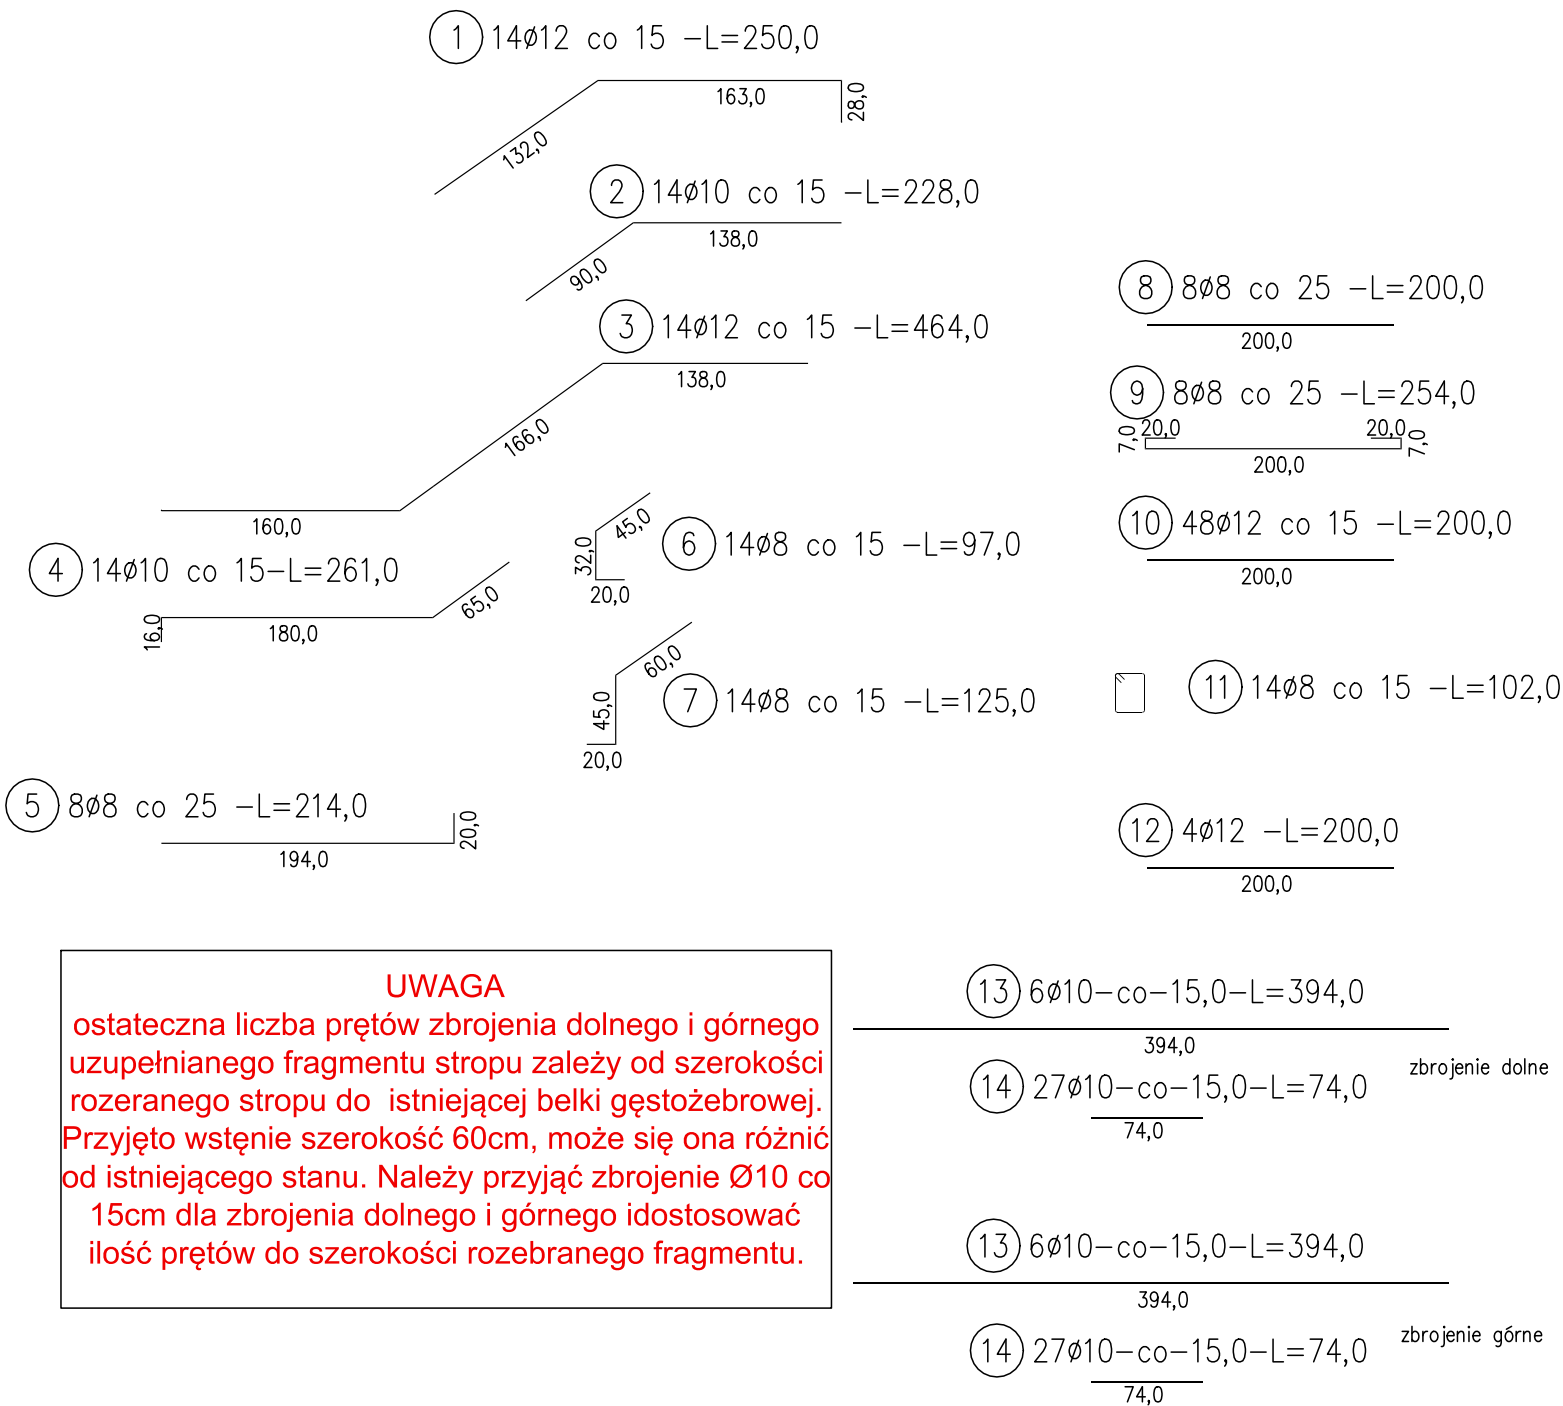 1 14ø12 co 15 -L=250,0
163,0
28,0
132,0
2 14ø10 co 15 -L=228,0
138,0
90,0
3 14ø12 co 15 -L=464,0
138,0
166,0
160,0
4 14ø10 co 15-L=261,0
65,0
16,0
180,0
5 8ø8 co 25 -L=214,0
20,0
194,0
6 14ø8 co 15 -L=97,0
45,0
32,0
20,0
7 14ø8 co 15 -L=125,0
60,0
45,0
20,0
8 8ø8 co 25 -L=200,0
200,0
9 8ø8 co 25 -L=254,0
7,0 20,0 20,0 7,0
200,0
10 48ø12 co 15 -L=200,0
200,0
11 14ø8 co 15 -L=102,0
12 4ø12 -L=200,0
200,0
UWAGA
ostateczna liczba prętów zbrojenia dolnego i górnego
uzupełnianego fragmentu stropu zależy od szerokości
rozeranego stropu do  istniejącej belki gęstożebrowej.
Przyjęto wstęnie szerokość 60cm, może się ona różnić
od istniejącego stanu. Należy przyjąć zbrojenie Ø10 co
15cm dla zbrojenia dolnego i górnego idostosować
ilość prętów do szerokości rozebranego fragmentu.
13 6ø10-co-15,0-L=394,0
394,0
zbrojenie dolne
14 27ø10-co-15,0-L=74,0
74,0
13 6ø10-co-15,0-L=394,0
394,0
zbrojenie górne
14 27ø10-co-15,0-L=74,0
74,0